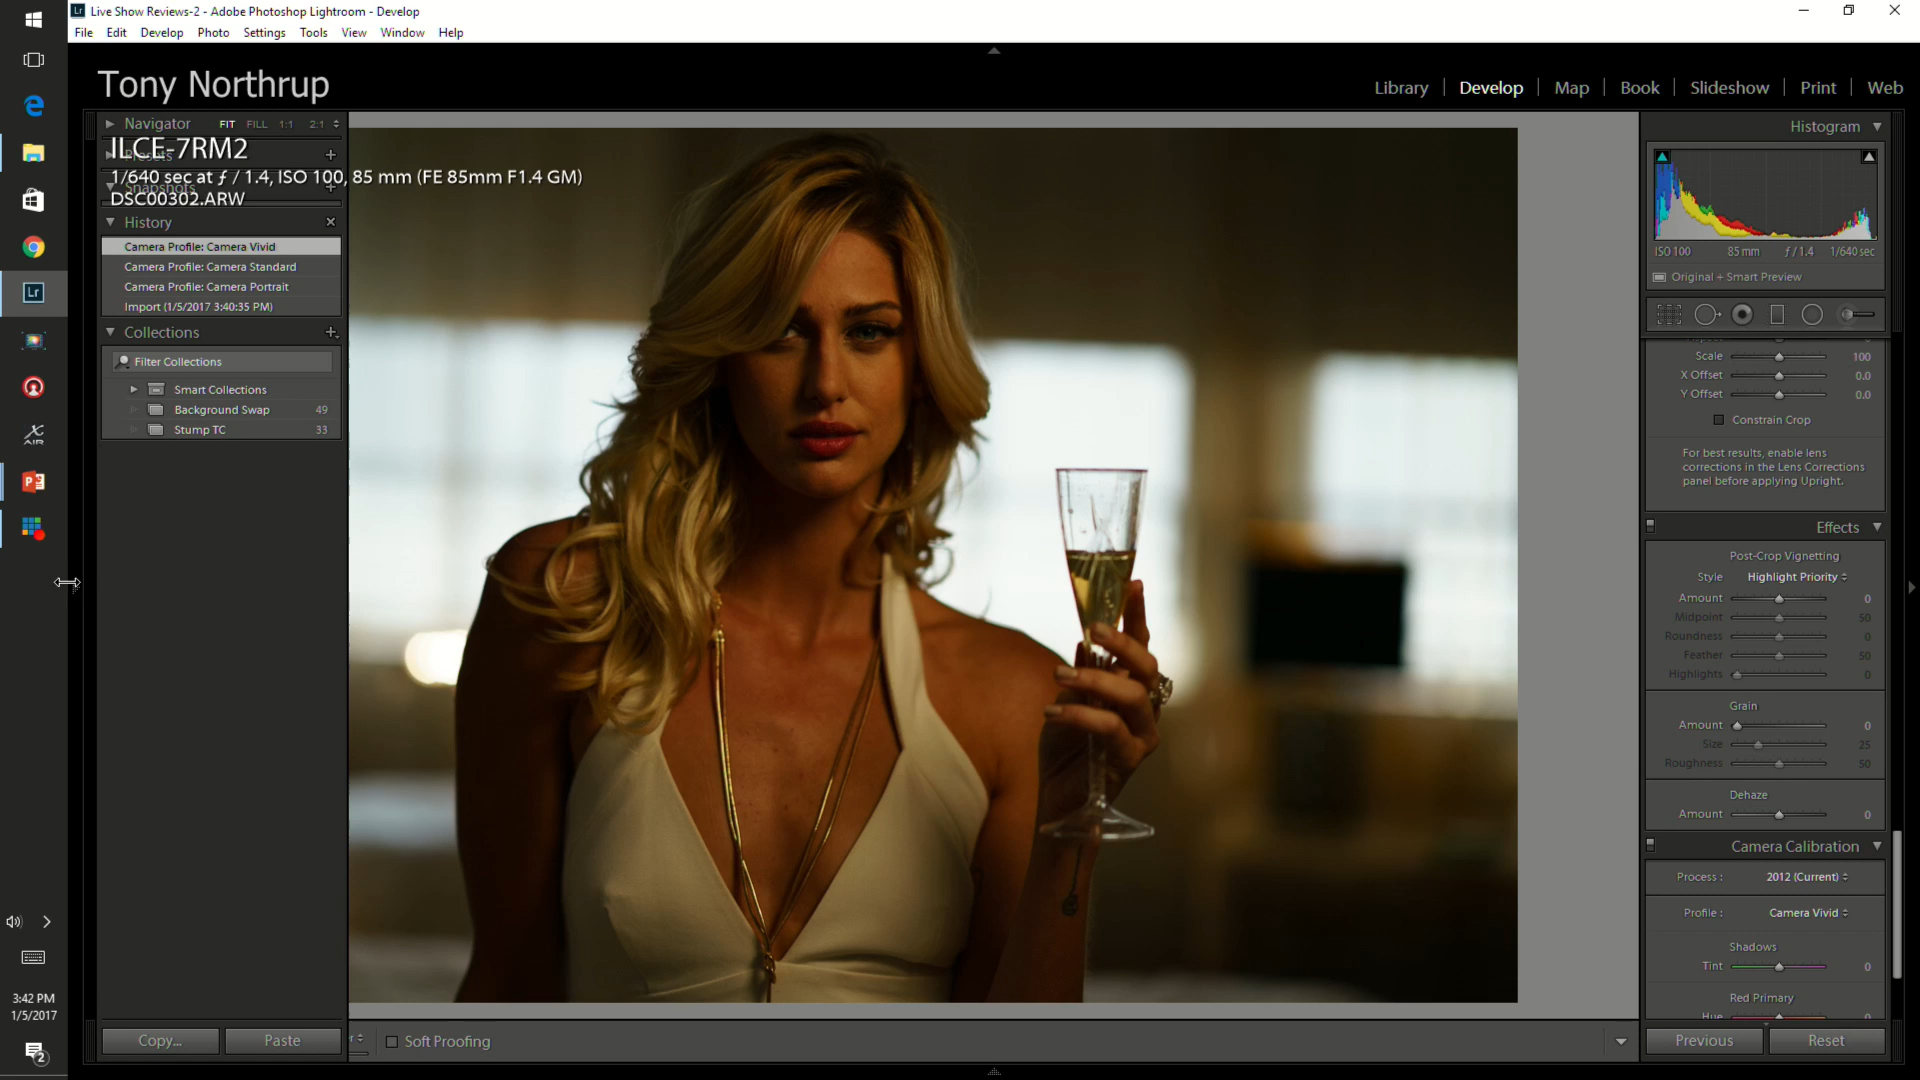 Lr Live Show Reviews-2 - Adobe Photoshop Lightroom - Develop
File Edit Develop Photo Settings Tools View Window Help
Tony Northrup
Library Develop Map Book Slideshow Print Web
Navigator FIT FILL 1:1 2:1
ILCE-7RM2
Presets +
1/640 sec at ƒ / 1.4, ISO 100, 85 mm (FE 85mm F1.4 GM)
Snapshots +
DSC00302.ARW
History
Camera Profile: Camera Vivid
Camera Profile: Camera Standard
Camera Profile: Camera Portrait
Import (1/5/2017 3:40:35 PM)
Collections +
Filter Collections
Smart Collections
Background Swap 49
Stump TC 33
Copy... Paste
Soft Proofing
Histogram
ISO 100 85 mm ƒ / 1.4 1/640 sec
Original + Smart Preview
Scale 100
X Offset 0.0
Y Offset 0.0
Constrain Crop
For best results, enable lens
corrections in the Lens Corrections
panel before applying Upright.
Effects
Post-Crop Vignetting
Style Highlight Priority
Amount 0
Midpoint 50
Roundness 0
Feather 50
Highlights 0
Grain
Amount 0
Size 25
Roughness 50
Dehaze
Amount 0
Camera Calibration
Process : 2012 (Current)
Profile : Camera Vivid
Shadows
Tint 0
Red Primary
Hue 0
Previous Reset
Lr
X
AIR
P
3:42 PM
1/5/2017
2